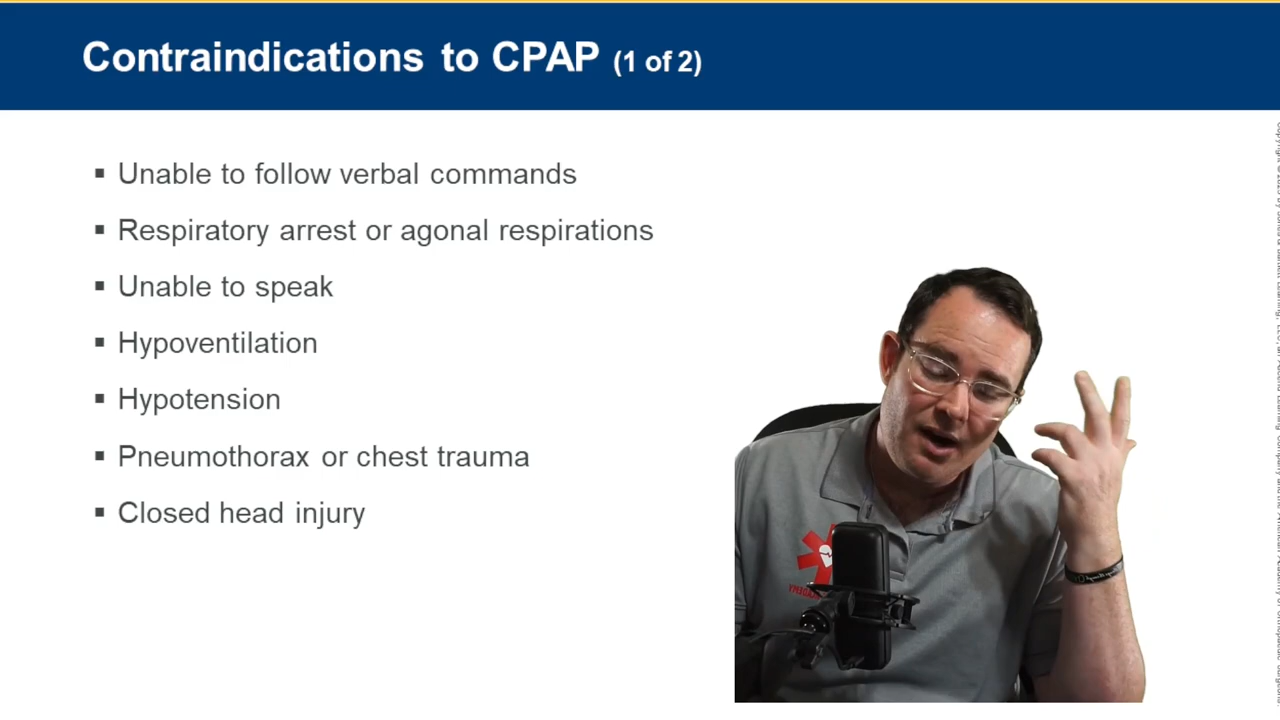 Contraindications to CPAP (1 of 2)
▪ Unable to follow verbal commands
▪ Respiratory arrest or agonal respirations
▪ Unable to speak
▪ Hypoventilation
▪ Hypotension
▪ Pneumothorax or chest trauma
▪ Closed head injury